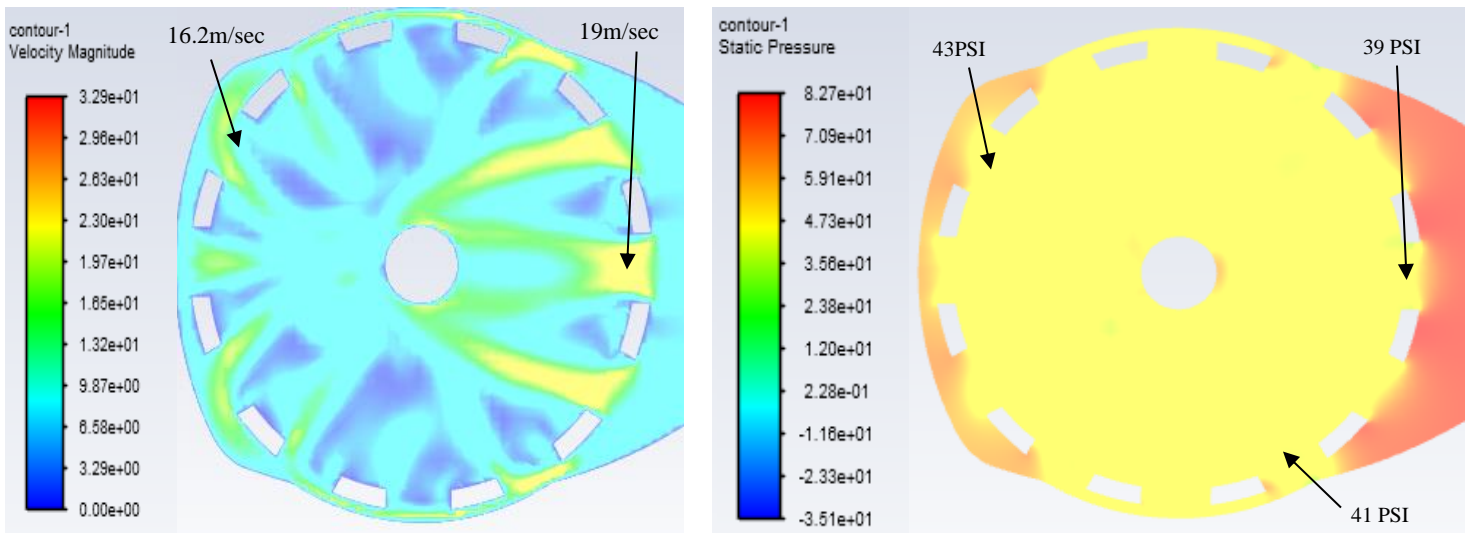 contour-1
Velocity Magnitude
3.29e+01
2.96e+01
2.63e+01
2.30e+01
1.97e+01
1.65e+01
1.32e+01
9.87e+00
6.58e+00
3.29e+00
0.00e+00
16.2m/sec
19m/sec
contour-1
Static Pressure
8.27e+01
7.09e+01
5.91e+01
4.73e+01
3.56e+01
2.38e+01
1.20e+01
2.28e-01
-1.16e+01
-2.33e+01
-3.51e+01
43PSI
39 PSI
41 PSI